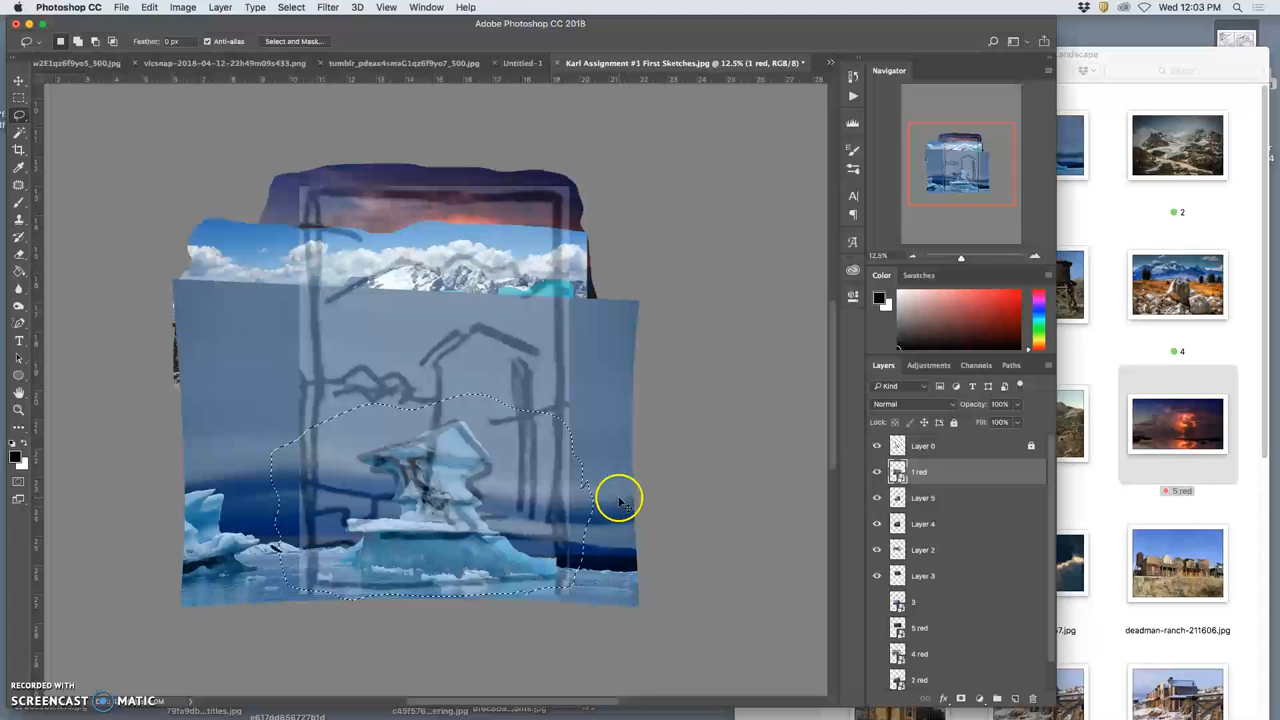 Photoshop CC File Edit Image Layer Type Select Filter 3D View Window Help Wed 12:03 PM
Adobe Photoshop CC 2018
Feather: 0 px Anti-alias Select and Mask...
w2E1qz6f9yo5_500.jpg vlcsnap-2018-04-12-22h49m09s433.png Untitled-1 Karl Assignment #1 First Sketches.jpg @ 12.5% (1 red, RGB/8) *
Navigator
12.5%
2
Color Swatches
4
Layers Adjustments Channels Paths
Kind
Normal Opacity: 100%
Lock: Fill: 100%
Layer 0
1 red
5 red
Layer 5
Layer 4
Layer 2
Layer 3
3
5 red
deadman-ranch-211606.jpg
4 red
2 red
RECORDED WITH
SCREENCAST MATIC